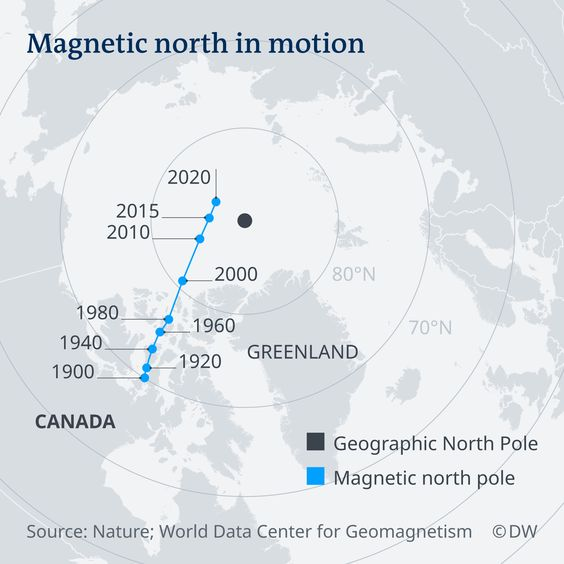 Magnetic north in motion
2020
2015
2010
2000
80°N
1980
1960
70°N
1940
GREENLAND
1920
1900
CANADA
Geographic North Pole
Magnetic north pole
Source: Nature; World Data Center for Geomagnetism ©DW